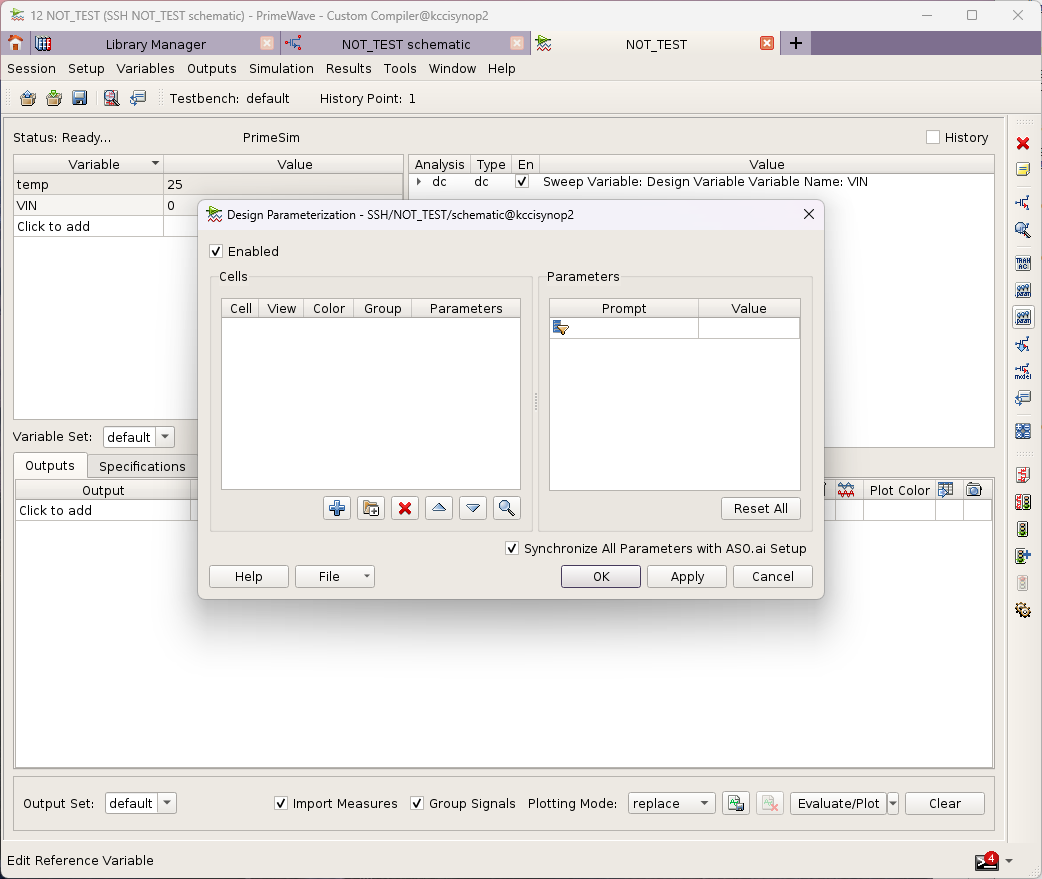 12 NOT_TEST (SSH NOT_TEST schematic) - PrimeWave - Custom Compiler@kccisynop2
Library Manager
NOT_TEST schematic
NOT_TEST
Session Setup Variables Outputs Simulation Results Tools Window Help
Testbench: default History Point: 1
Status: Ready... PrimeSim History
Variable Value
temp 25
VIN 0
Click to add
Analysis Type En Value
dc dc Sweep Variable: Design Variable Variable Name: VIN
Design Parameterization - SSH/NOT_TEST/schematic@kccisynop2
Enabled
Cells
Cell View Color Group Parameters
Parameters
Prompt Value
Reset All
Synchronize All Parameters with ASO.ai Setup
Help File OK Apply Cancel
TRAN
AC:
param
param
model
Variable Set: default
Outputs Specifications
Output Plot Color
Click to add
Output Set: default Import Measures Group Signals Plotting Mode: replace Evaluate/Plot Clear
Edit Reference Variable 4